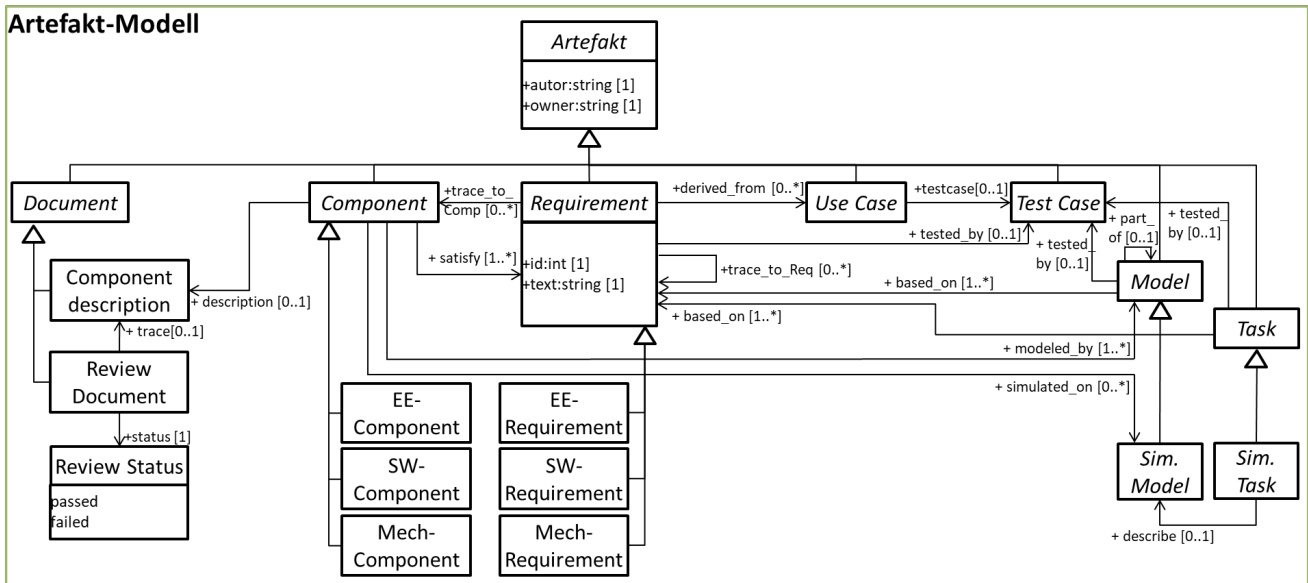 Artefakt-Modell
Artefakt
+autor:string [1]
+owner:string [1]
Document
Component
+trace_to_
Comp [0..*]
Requirement
+derived_from [0..*]
Use Case
+testcase[0..1]
Test Case
+ tested_
by [0..1]
+ part_
of [0..1]
+ tested_
by [0..1]
+ tested_by [0..1]
+ satisfy [1..*]
+id:int [1]
+text:string [1]
+trace_to_Req [0..*]
+ based_on [1..*]
Model
Component
description
+ description [0..1]
+ based_on [1..*]
Task
+ trace[0..1]
+ modeled_by [1..*]
Review
Document
+ simulated_on [0..*]
EE-
Component
EE-
Requirement
+status [1]
Review Status
passed
failed
SW-
Component
SW-
Requirement
Sim.
Model
Sim.
Task
Mech-
Component
Mech-
Requirement
+ describe [0..1]